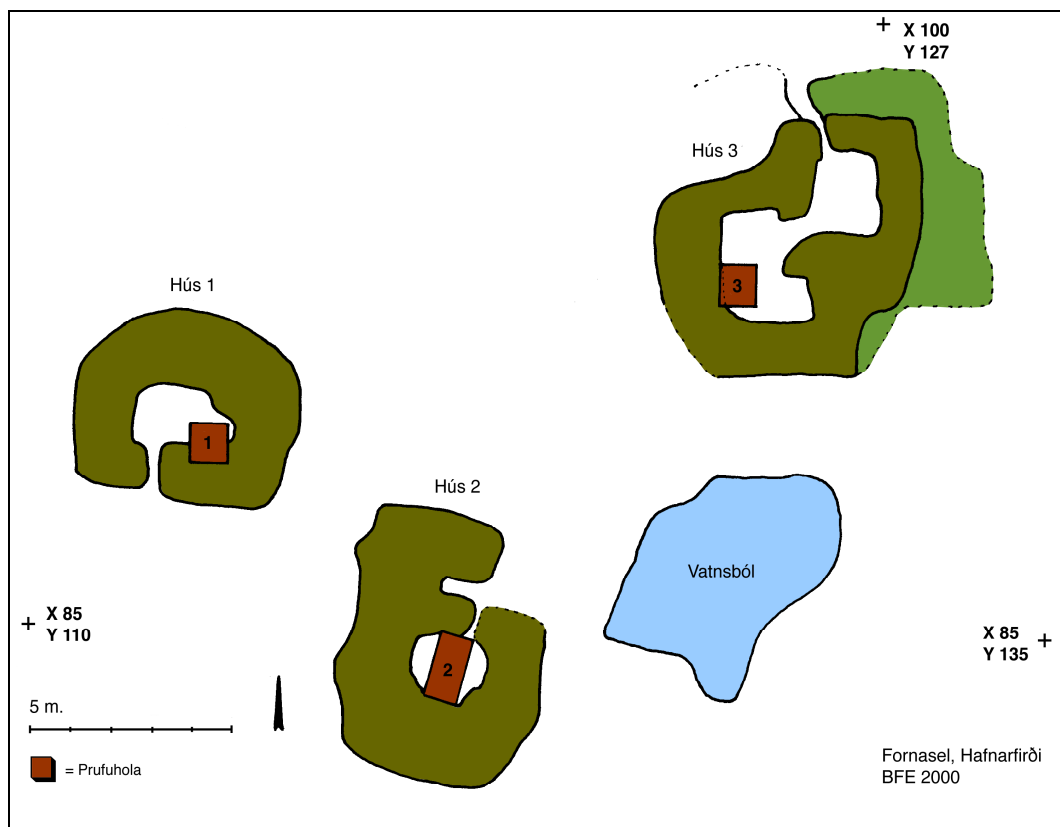 X 100
Y 127
Hús 3
3
Hús 1
1
Hús 2
Vatnsból
X 85
Y 110
X 85
Y 135
2
5 m.
= Prufuhola
Fornasel, Hafnarfirði
BFE 2000